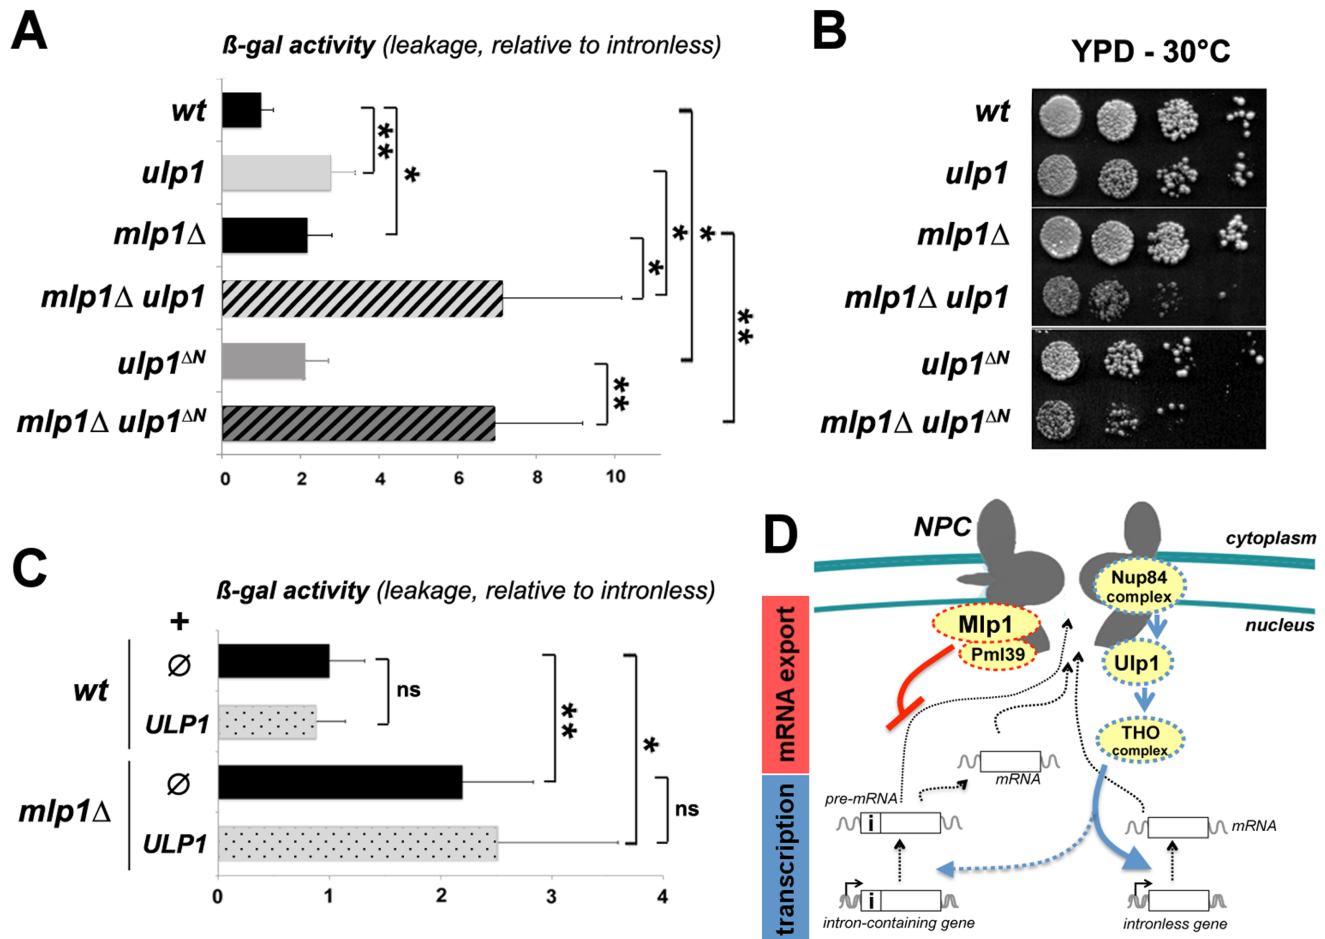 A
ß-gal activity (leakage, relative to intronless)
wt
ulp1
mlp1Δ
mlp1Δ ulp1
ulp1ΔN
mlp1Δ ulp1ΔN
**
*
*
*
*
**
**
0 2 4 6 8 10
B
YPD - 30°C
wt
ulp1
mlp1Δ
mlp1Δ ulp1
ulp1ΔN
mlp1Δ ulp1ΔN
C
ß-gal activity (leakage, relative to intronless)
+
wt
Ø
ULP1
mlp1Δ
Ø
ULP1
ns
**
*
ns
0 1 2 3 4
D
NPC
cytoplasm
nucleus
Nup84
complex
Mlp1
Pml39
Ulp1
THO
complex
mRNA export
transcription
mRNA
pre-mRNA
i
mRNA
i
intron-containing gene
intronless gene